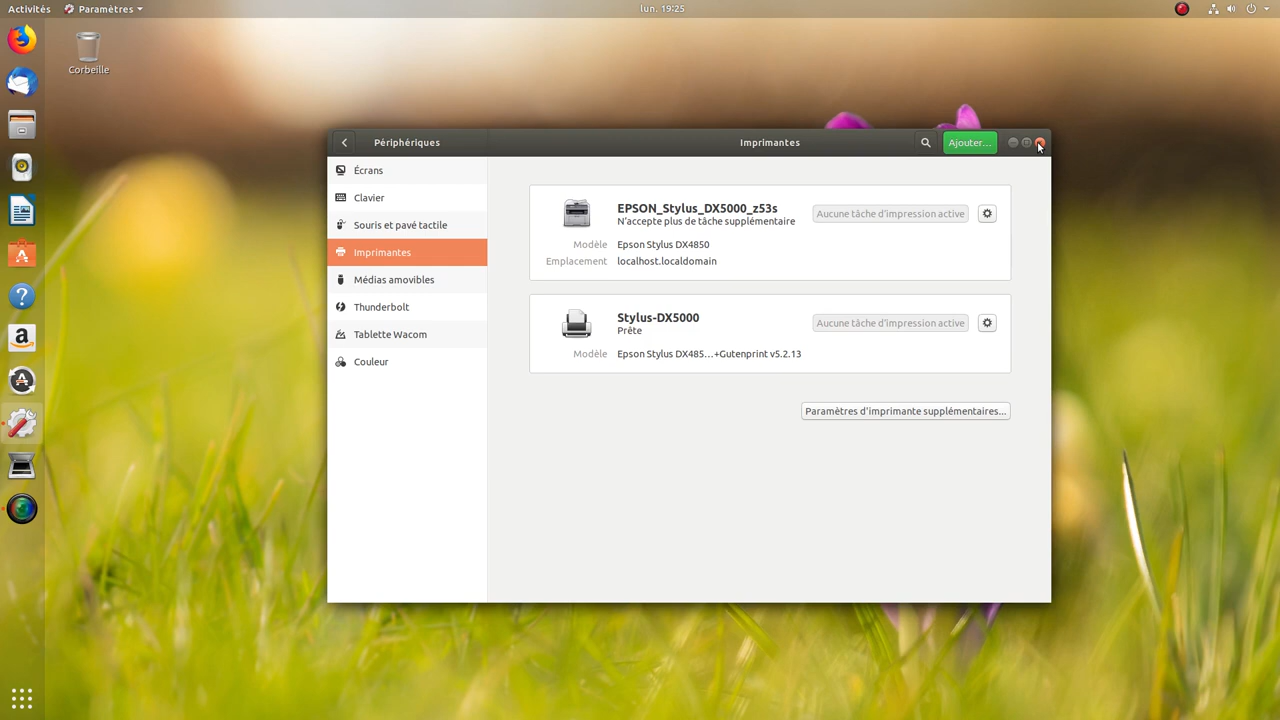 Activités Paramètres lun. 19:25
Corbeille
Périphériques Imprimantes Ajouter...
Écrans
Clavier
Souris et pavé tactile
Imprimantes
Médias amovibles
Thunderbolt
Tablette Wacom
Couleur
EPSON_Stylus_DX5000_z53s
N'accepte plus de tâche supplémentaire
Aucune tâche d'impression active
Modèle Epson Stylus DX4850
Emplacement localhost.localdomain
Stylus-DX5000
Prête
Aucune tâche d'impression active
Modèle Epson Stylus DX485…+Gutenprint v5.2.13
Paramètres d'imprimante supplémentaires...